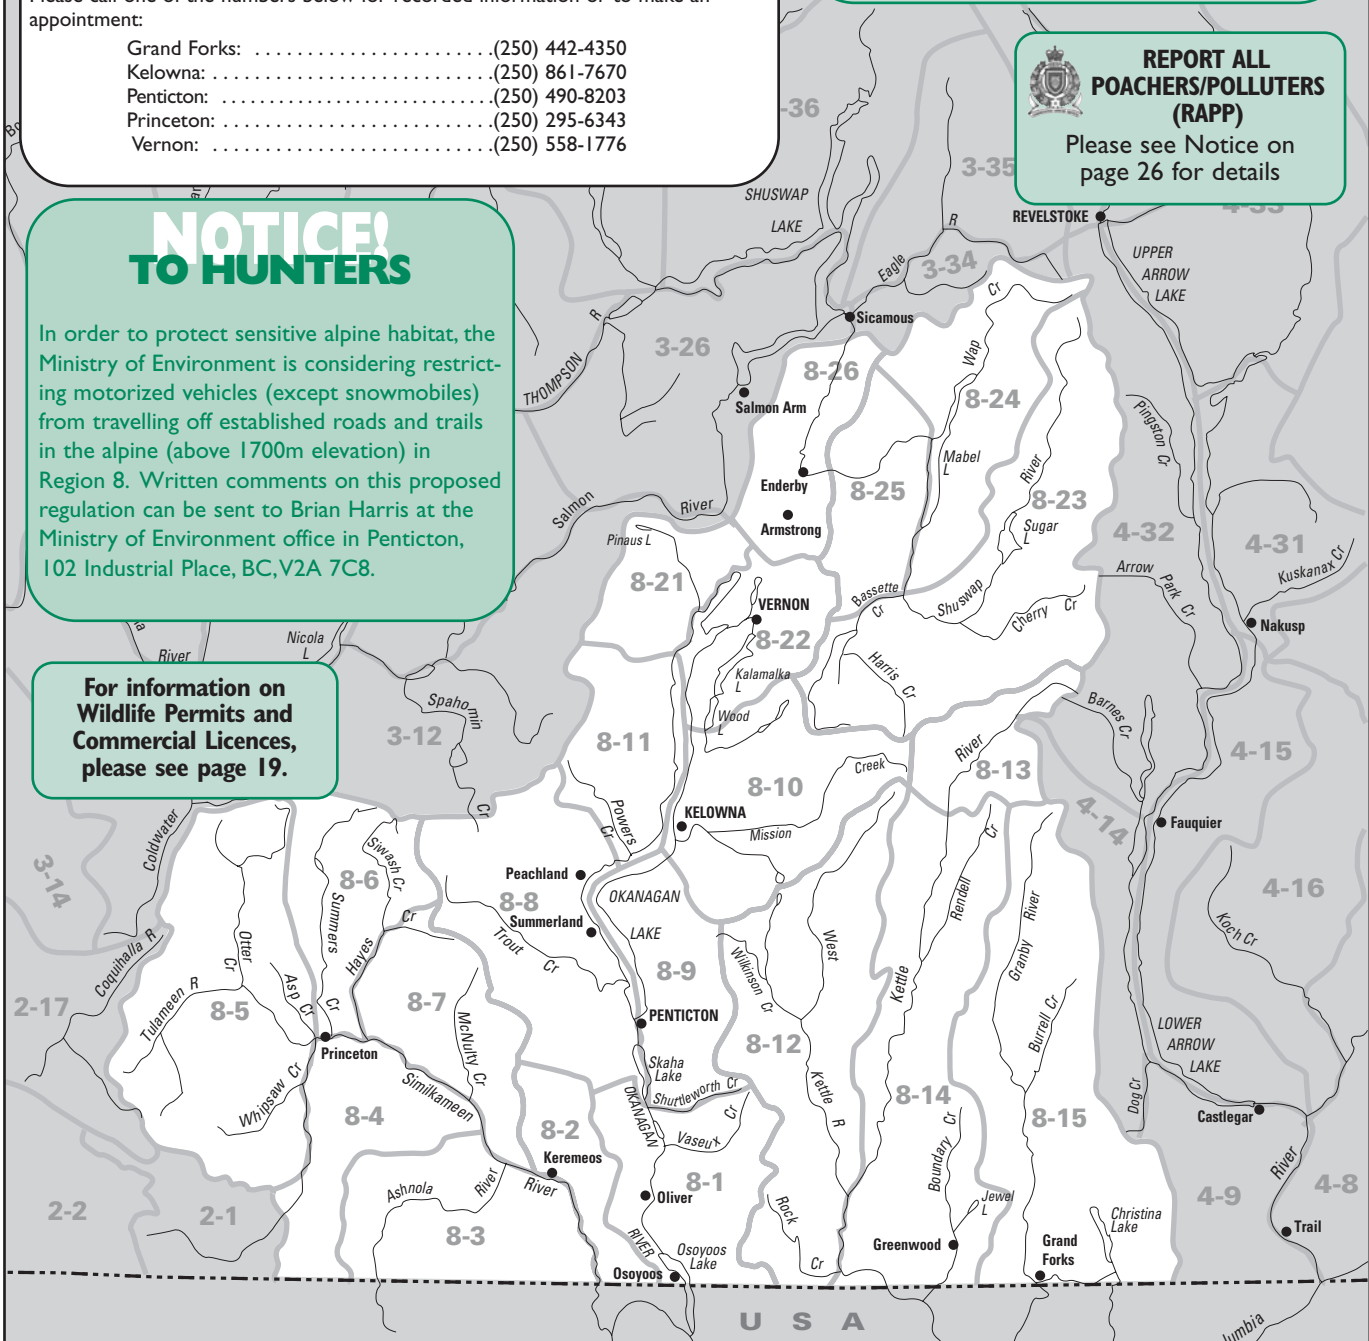 appointment:
Grand Forks: . . . . . . . . . . . . . . . . . . . . . . . . .(250) 442-4350
Kelowna: . . . . . . . . . . . . . . . . . . . . . . . . . . . . .(250) 861-7670
Penticton: . . . . . . . . . . . . . . . . . . . . . . . . . . . .(250) 490-8203
Princeton: . . . . . . . . . . . . . . . . . . . . . . . . . . . .(250) 295-6343
Vernon: . . . . . . . . . . . . . . . . . . . . . . . . . . . . .(250) 558-1776
REPORT ALL
POACHERS/POLLUTERS
(RAPP)
Please see Notice on
page 26 for details
NOTICE!
TO HUNTERS
In order to protect sensitive alpine habitat, the
Ministry of Environment is considering restrict-
ing motorized vehicles (except snowmobiles)
from travelling off established roads and trails
in the alpine (above 1700m elevation) in
Region 8. Written comments on this proposed
regulation can be sent to Brian Harris at the
Ministry of Environment office in Penticton,
102 Industrial Place, BC, V2A 7C8.
For information on
Wildlife Permits and
Commercial Licences,
please see page 19.
-36
3-35
4-33
SHUSWAP
LAKE
R
REVELSTOKE
UPPER
ARROW
LAKE
Eagle
3-34
Cr
Sicamous
THOMPSON
R
3-26
8-26
Wap
Salmon Arm
8-24
Pingston Cr
Mabel
L
River
Enderby
8-25
8-23
Salmon
River
Armstrong
Sugar
L
4-32
4-31
Pinaus L
8-21
Kuskanax Cr
Arrow
Park
Cr
Bassette
Cr
Shuswap
Cherry Cr
VERNON
8-22
Nakusp
Nicola
L
River
Kalamalka
L
Harris Cr
Spahomin
Cr
3-12
Wood
L
Barnes Cr
8-11
River
4-15
8-13
8-10
Creek
Mission
KELOWNA
Powers
Cr
4-14
Fauquier
Coldwater
3-14
Siwash Cr
8-6
Peachland
8-8
OKANAGAN
LAKE
Summerland
Trout
Cr
Rendell
Cr
River
Granby
4-16
Koch Cr
Summers
Cr
Hayes
Cr
Otter
Cr
Asp Cr
Coquihalla R
Tulameen R
2-17
8-5
8-7
McNulty Cr
8-9
Wilkinson Cr
West
Kettle
PENTICTON
Princeton
8-12
Burrell Cr
LOWER
ARROW
LAKE
Skaha
Lake
Whipsaw Cr
Similkameen
8-4
OKANAGAN
Shuttleworth Cr
Kettle
R
8-14
8-15
Dog Cr
Castlegar
8-2
Vaseux
Cr
Keremeos
Boundary
Cr
River
Ashnola
River
River
8-1
Oliver
2-2
2-1
8-3
Rock
Cr
Jewel
L
Christina
Lake
4-9
4-8
Trail
RIVER
Osoyoos
Lake
Osoyoos
Greenwood
Grand
Forks
U S A